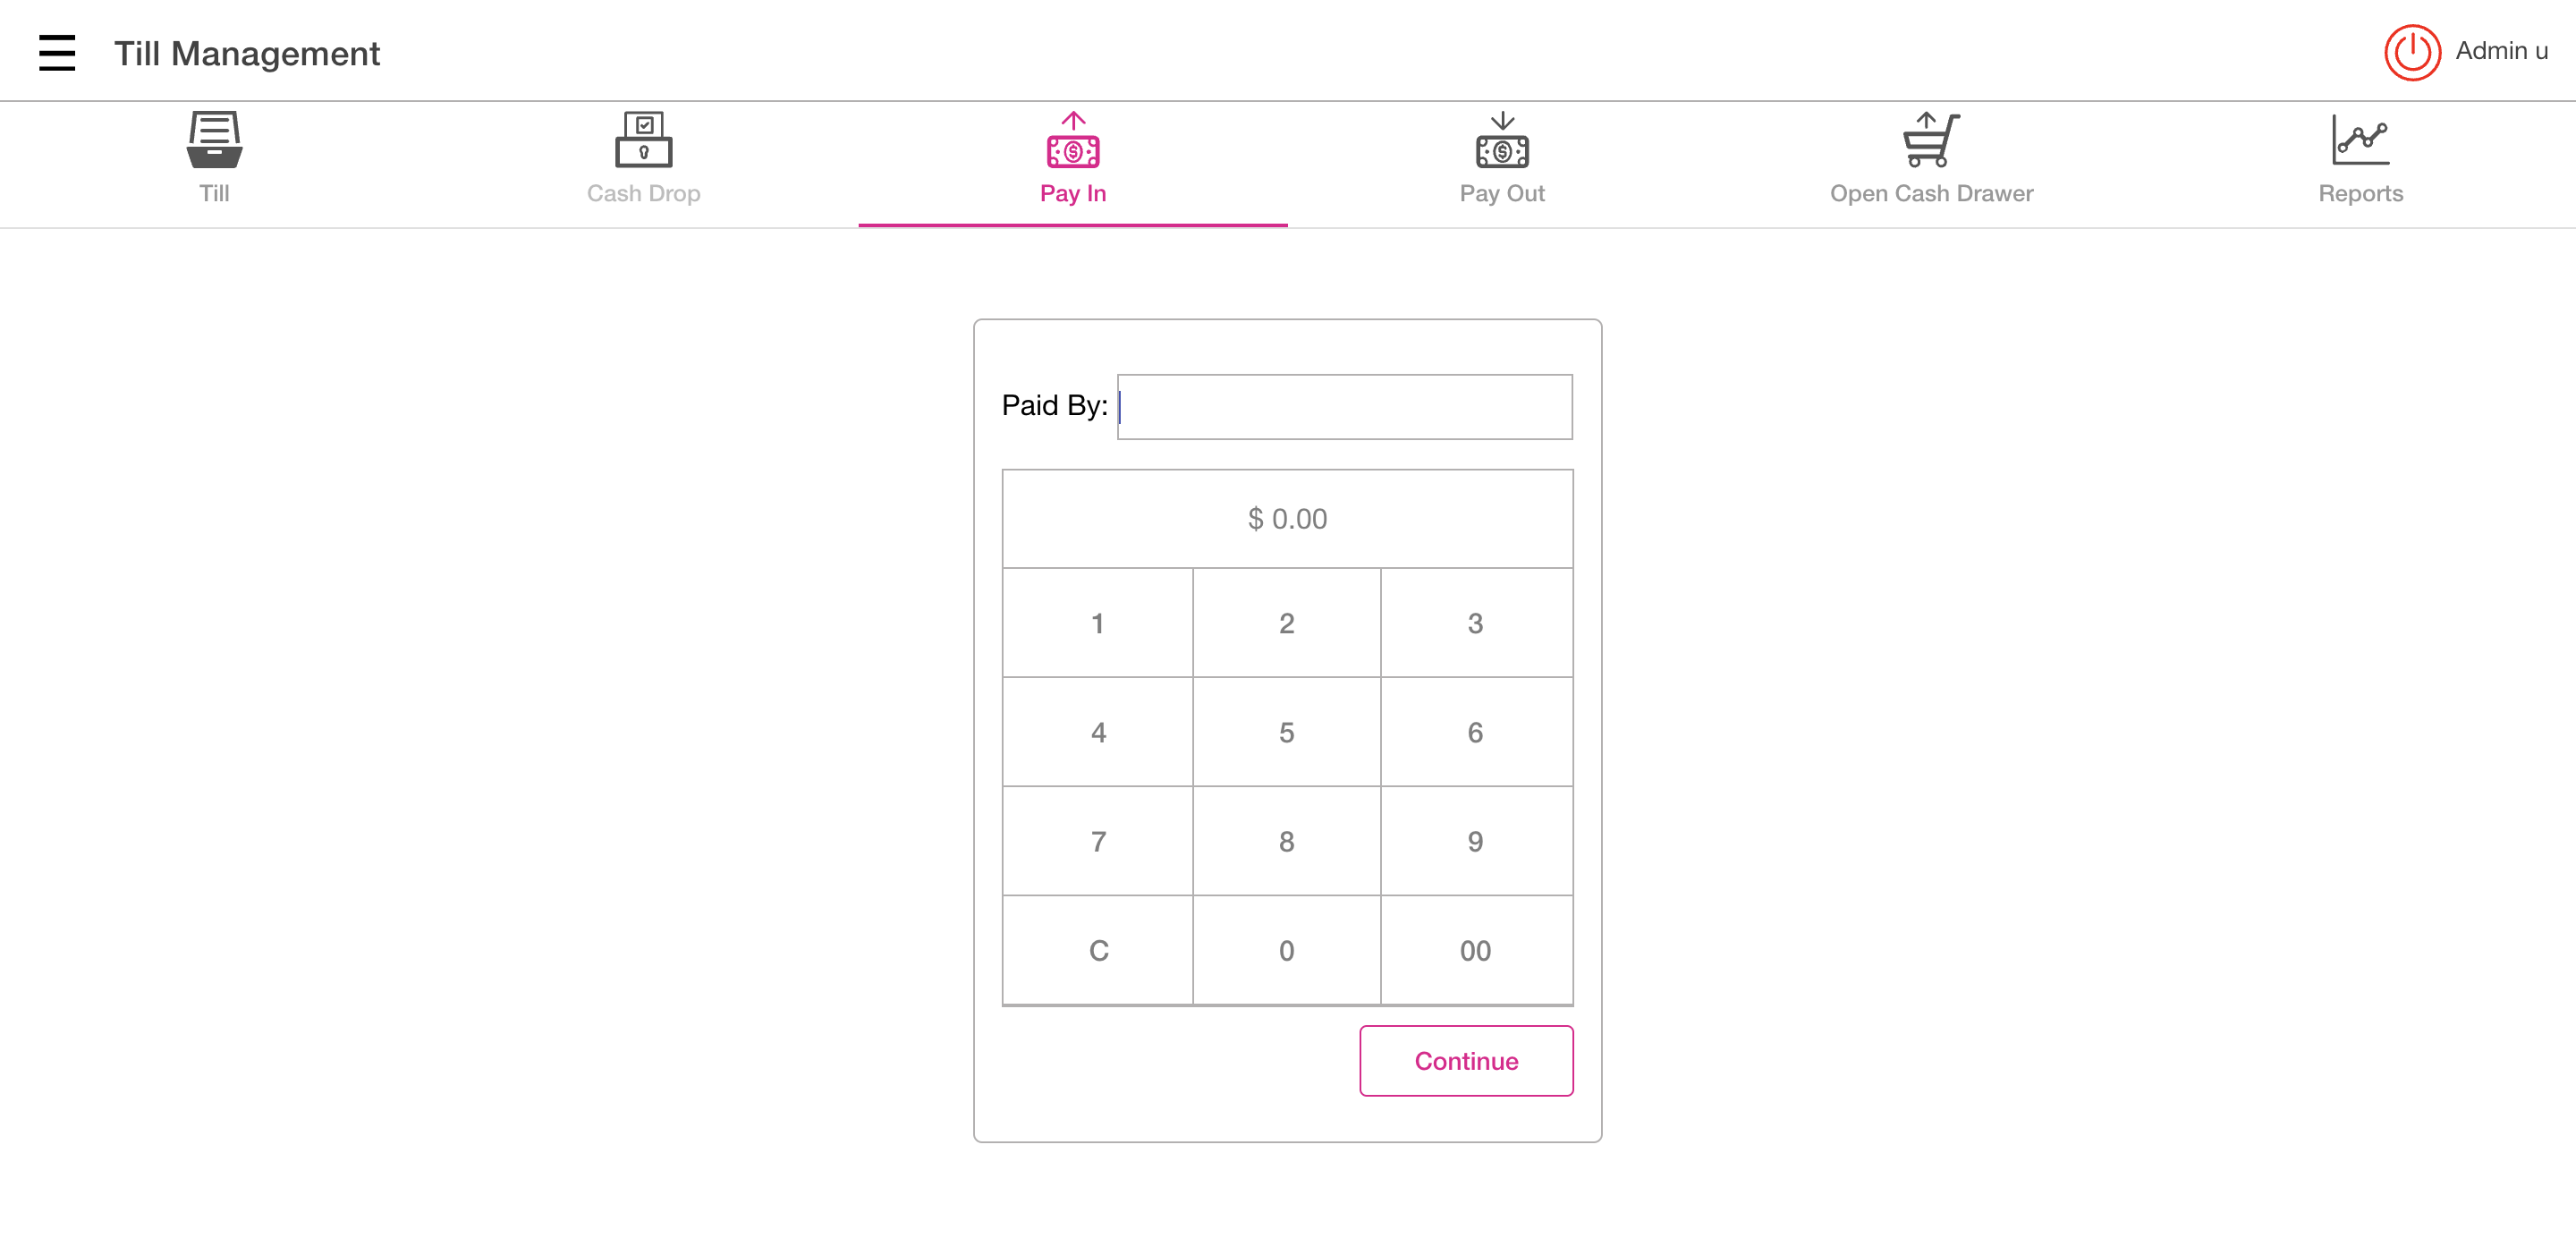 Till Management
Admin u
Till
Cash Drop
Pay In
Pay Out
Open Cash Drawer
Reports
Paid By:
$ 0.00
1 2 3
4 5 6
7 8 9
C 0 00
Continue